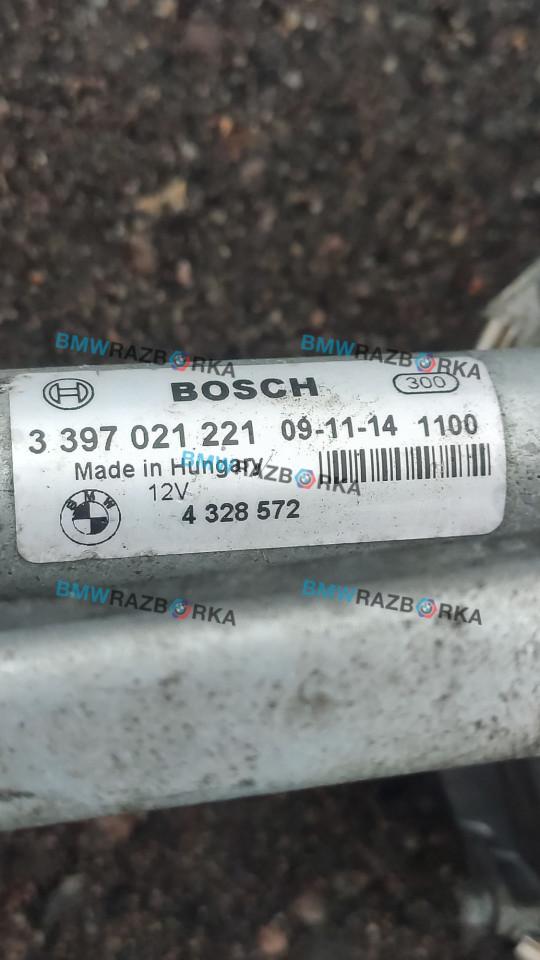 BMWRAZBORKA BMWRAZBORKA
BOSCH 300
3 397 021 221 09-11-14 1100
Made in Hungary
BMWRAZBORKA
12V
BMW 4 328 572
BMWRAZBORKA BMWRAZBORKA